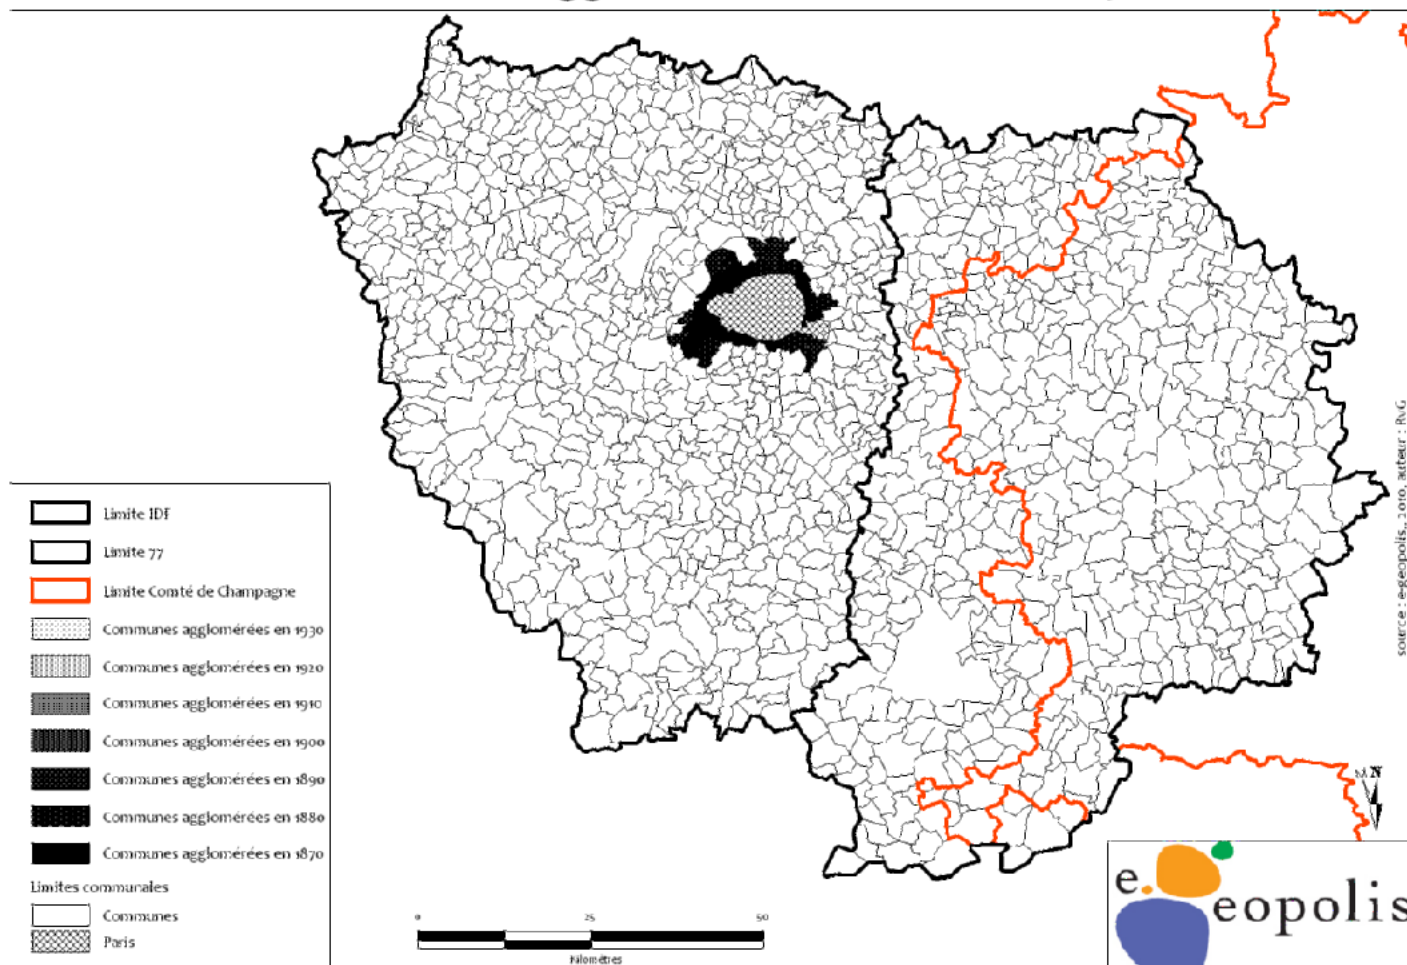 Limite IDF
Limite 77
Limite Comté de Champagne
Communes agglomérées en 1930
Communes agglomérées en 1920
Communes agglomérées en 1910
Communes agglomérées en 1900
Communes agglomérées en 1890
Communes agglomérées en 1880
Communes agglomérées en 1870
Limites communales
Communes
Paris
0 25 50
Kilomètres
source : e-geopolis, 2010, auteur : RvG
N
e.
eopolis